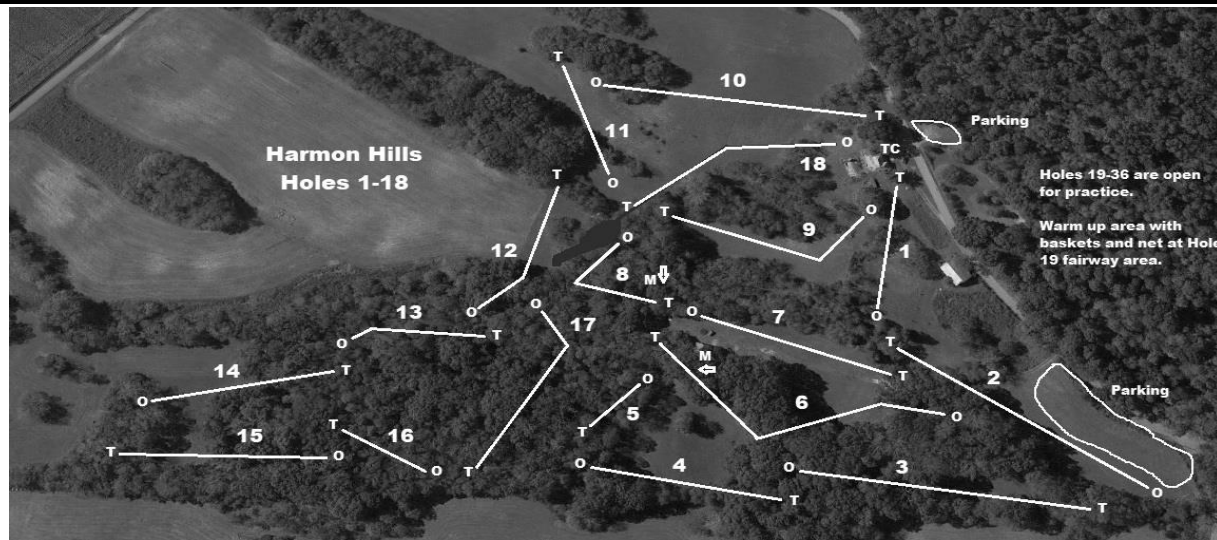 T
O
10
T
Parking
11
O
TC
Harmon Hills
Holes 1-18
18
T
T
O
Holes 19-36 are open
for practice.
T
T
O
9
1
Warm up area with
baskets and net at Hole
19 fairway area.
12
O
8
M
T
O
O
17
O
7
O
13
T
T
T
O
14
T
M
T
2
O
5
6
Parking
O
T
T
O
15
16
T
O
O
T
O
4
O
3
T
T
O